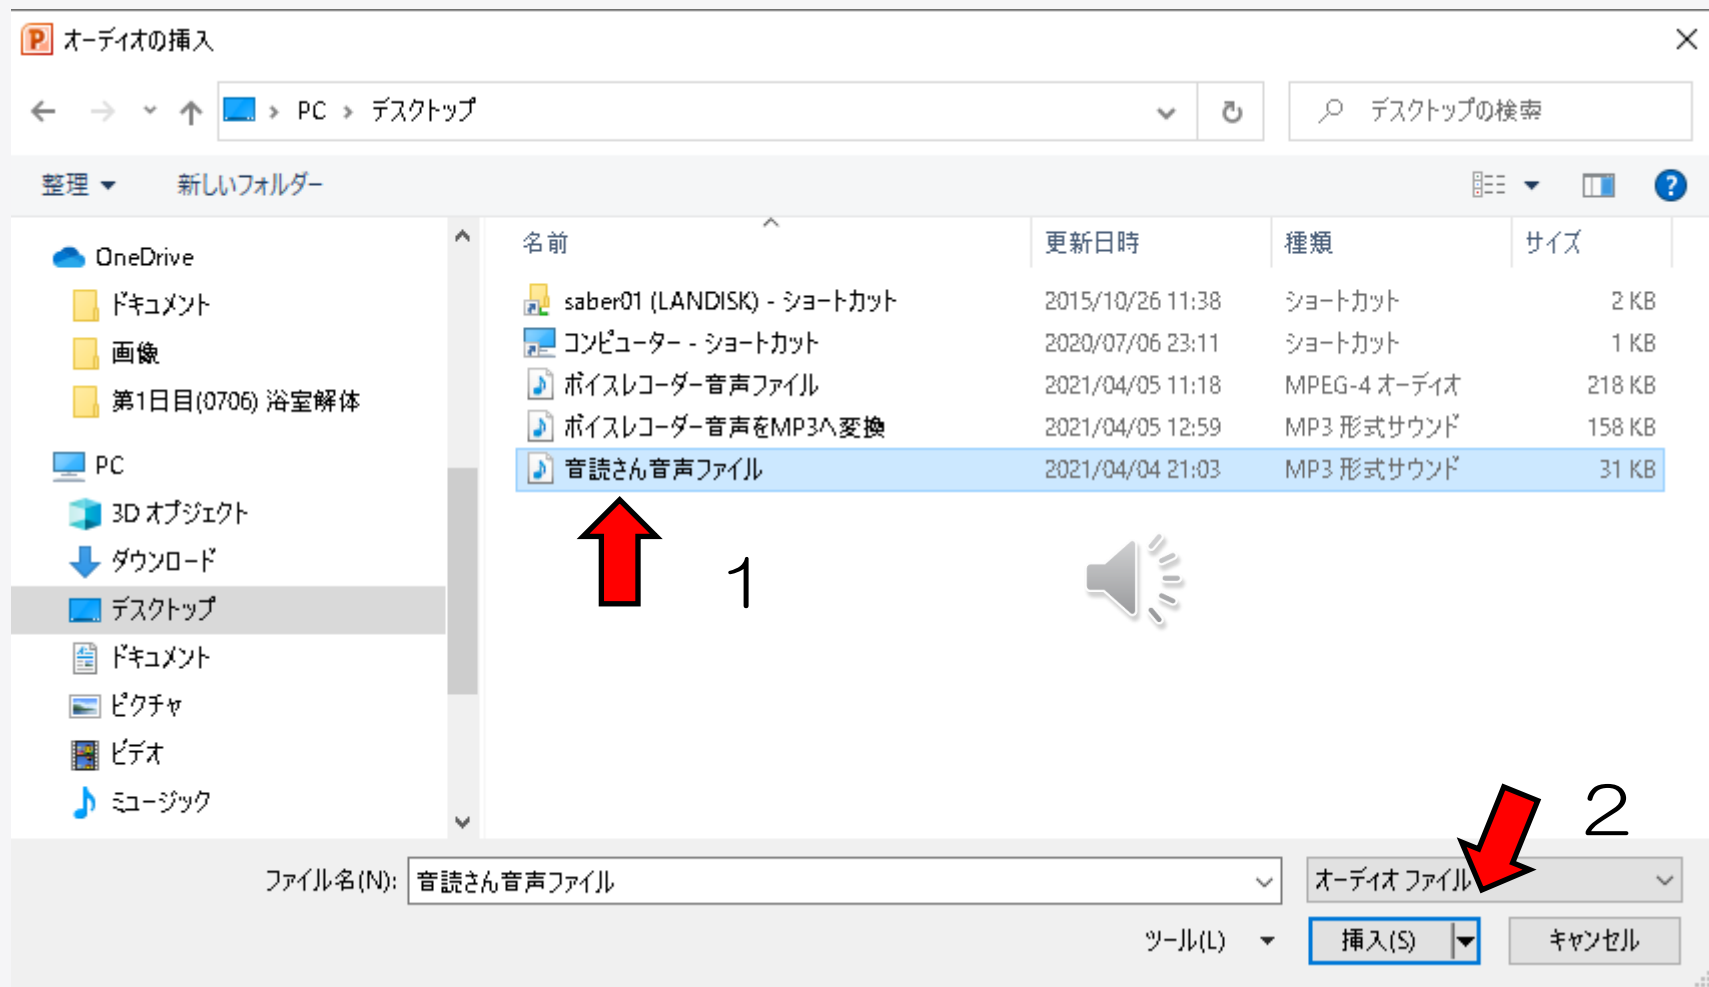 オーディオの挿入
PC › デスクトップ
デスクトップの検索
整理
新しいフォルダー
OneDrive
ドキュメント
画像
第1日目(0706) 浴室解体
PC
3D オブジェクト
ダウンロード
デスクトップ
ドキュメント
ピクチャ
ビデオ
ミュージック
名前 更新日時 種類 サイズ
saber01 (LANDISK) - ショートカット 2015/10/26 11:38 ショートカット 2 KB
コンピューター - ショートカット 2020/07/06 23:11 ショートカット 1 KB
ボイスレコーダー音声ファイル 2021/04/05 11:18 MPEG-4 オーディオ 218 KB
ボイスレコーダー音声をMP3へ変換 2021/04/05 12:59 MP3 形式サウンド 158 KB
音読さん音声ファイル 2021/04/04 21:03 MP3 形式サウンド 31 KB
1
2
ファイル名(N): 音読さん音声ファイル
オーディオ ファイル
ツール(L)
挿入(S)
キャンセル